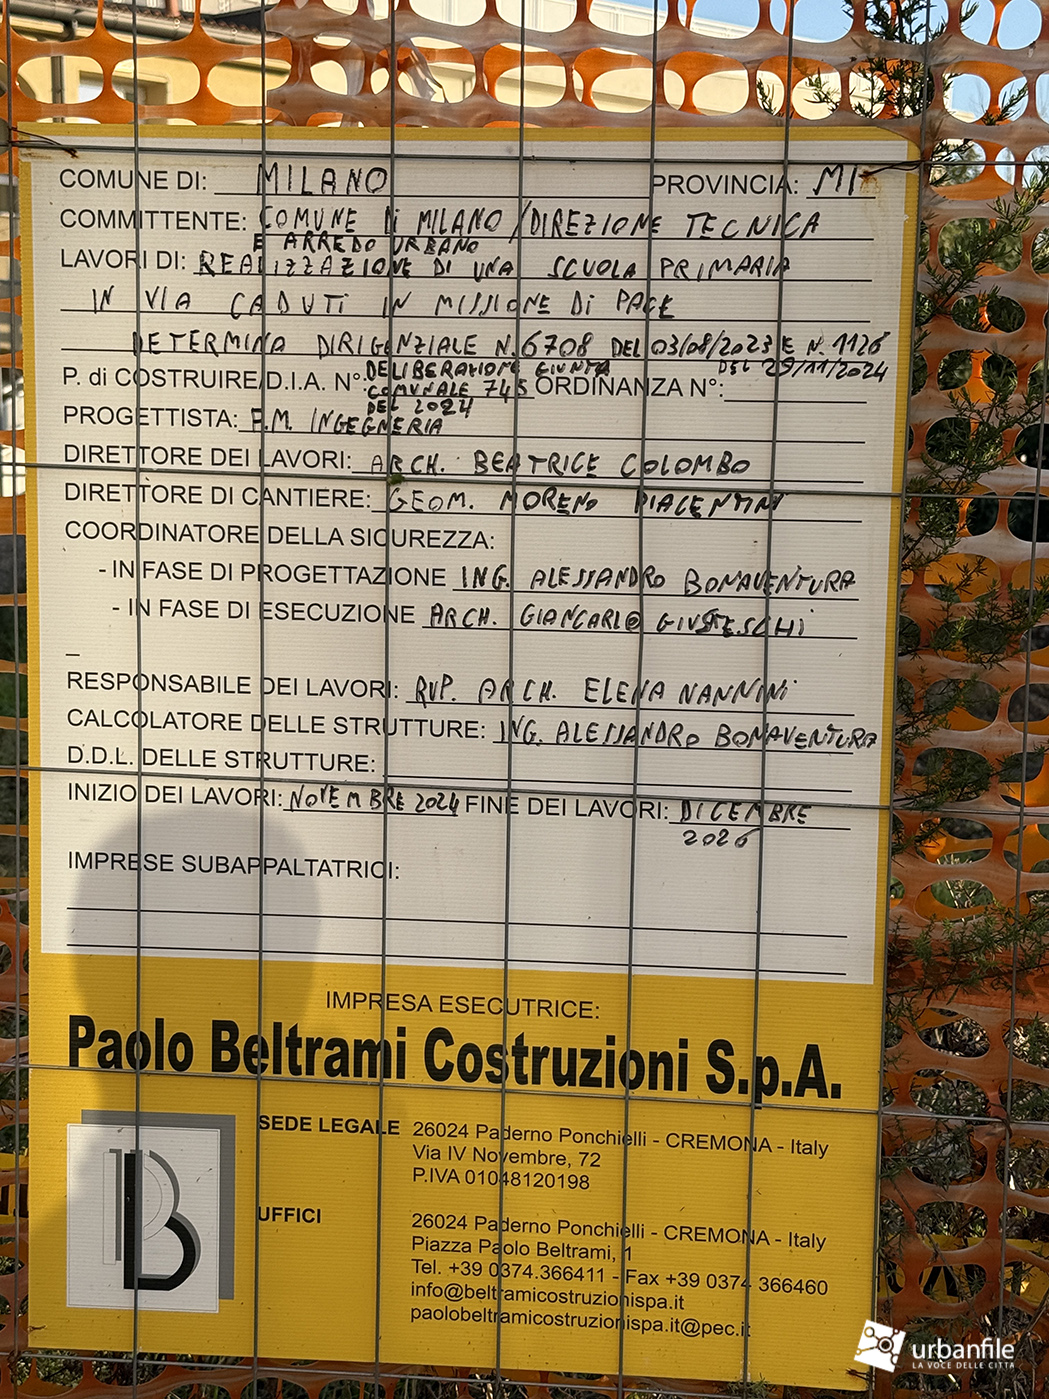 COMUNE DI: MILANO PROVINCIA: MI
COMMITTENTE: COMUNE Di MILANO / DIREZIONE TECNICA
E ARREDO URBANO
LAVORI DI: REALIZZAZIONE DI UNA SCUOLA PRIMARIA
IN VIA CADUTi IN MISSIONE Di PACE
DETERMINA DIRIGENZIALE N. 6708 DEL 03/08/2023 E N. 1126
DEL 29/11/2024
DELIBERAZIONE GIUNTA
P. di COSTRUIRE/D.I.A. N°: COMUNALE 745 ORDINANZA N°:
DEL 2024
PROGETTISTA: F.M. INGEGNERIA
DIRETTORE DEI LAVORI: ARCH. BEATRICE COLOMBO
DIRETTORE DI CANTIERE: GEOM. MORENO PIACENTINI
COORDINATORE DELLA SICUREZZA:
- IN FASE DI PROGETTAZIONE ING. ALESSANDRO BONAVENTURA
- IN FASE DI ESECUZIONE ARCH. GIANCARLO
RESPONSABILE DEI LAVORI: RUP. ARCH. ELENA NANNINI
CALCOLATORE DELLE STRUTTURE: ING. ALESSANDRO BONAVENTURA
D.D.L. DELLE STRUTTURE:
INIZIO DEI LAVORI: NOVEMBRE 2024 FINE DEI LAVORI: DICEMBRE
2026
IMPRESE SUBAPPALTATRICI:
IMPRESA ESECUTRICE:
Paolo Beltrami Costruzioni S.p.A.
SEDE LEGALE 26024 Paderno Ponchielli - CREMONA - Italy
Via IV Novembre, 72
P.IVA 01048120198
UFFICI 26024 Paderno Ponchielli - CREMONA - Italy
Piazza Paolo Beltrami, 1
Tel. +39 0374.366411 - Fax +39 0374 366460
info@beltramicostruzionispa.it
paolobeltramicostruzionispa.it@pec.it
B
urbanfile
LA VOCE DELLE CITTÀ